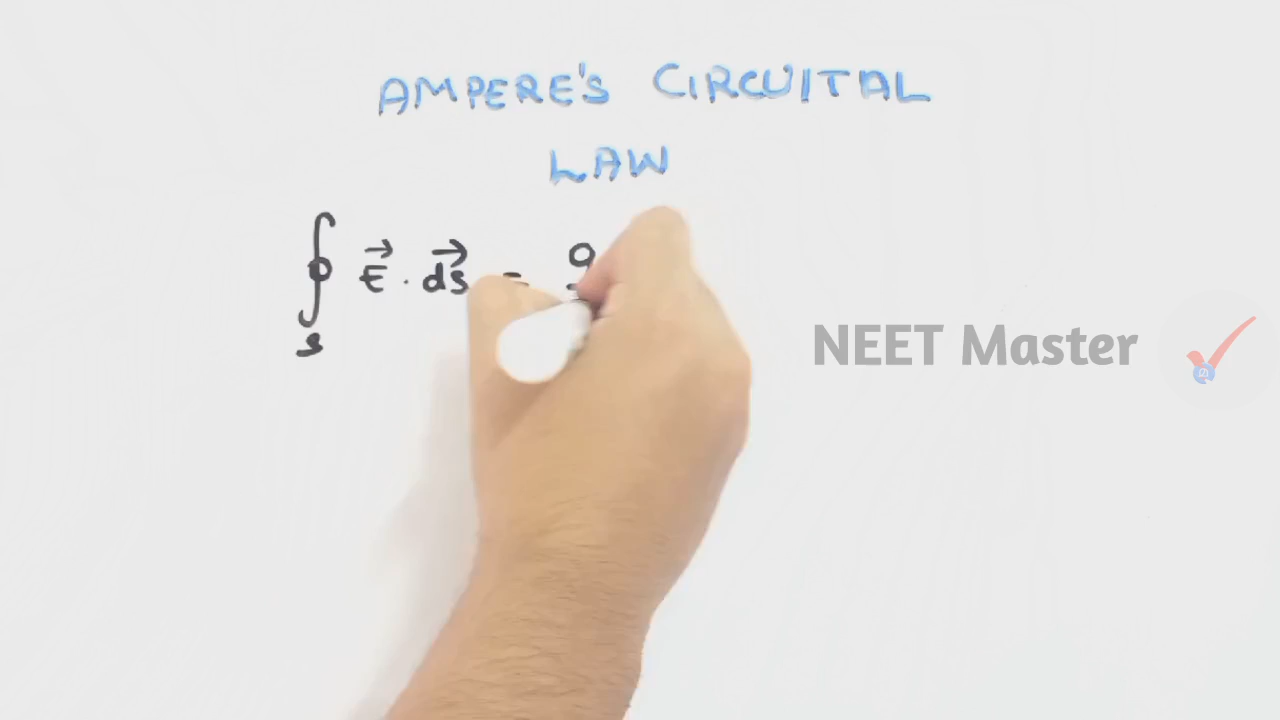 AMPERE'S CIRCUITAL
LAW
∮ₛ E⃗ . dS⃗ = Q
NEET Master